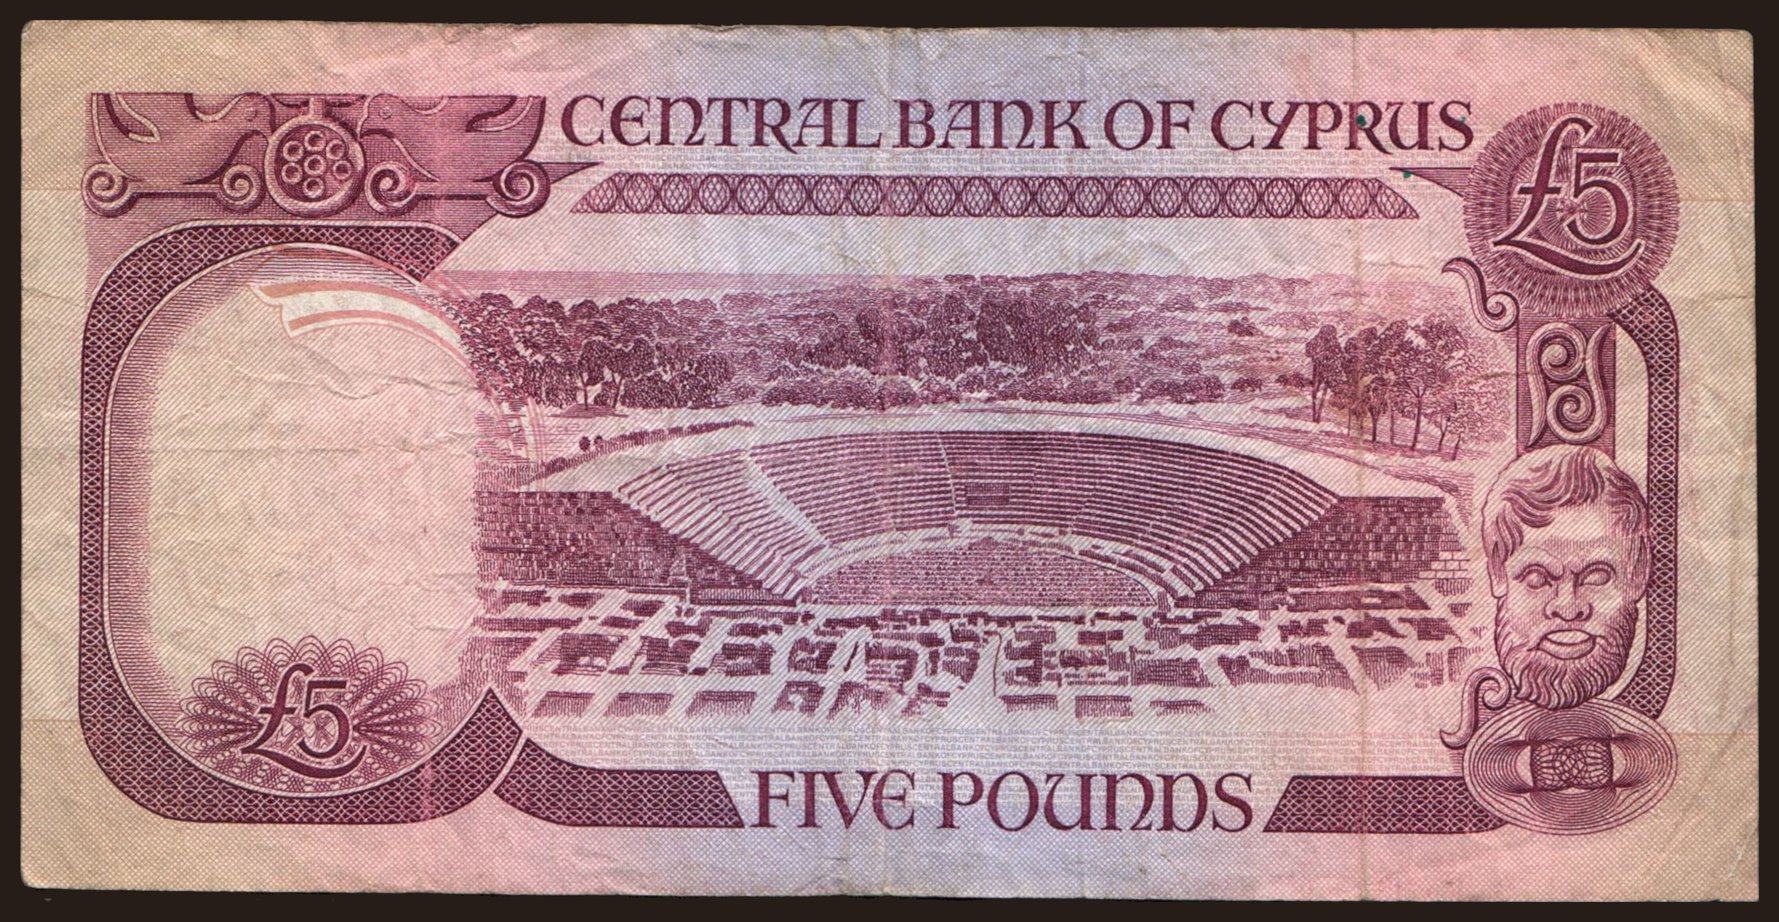 CENTRAL BANK OF CYPRUS
£5
£5
FIVE POUNDS